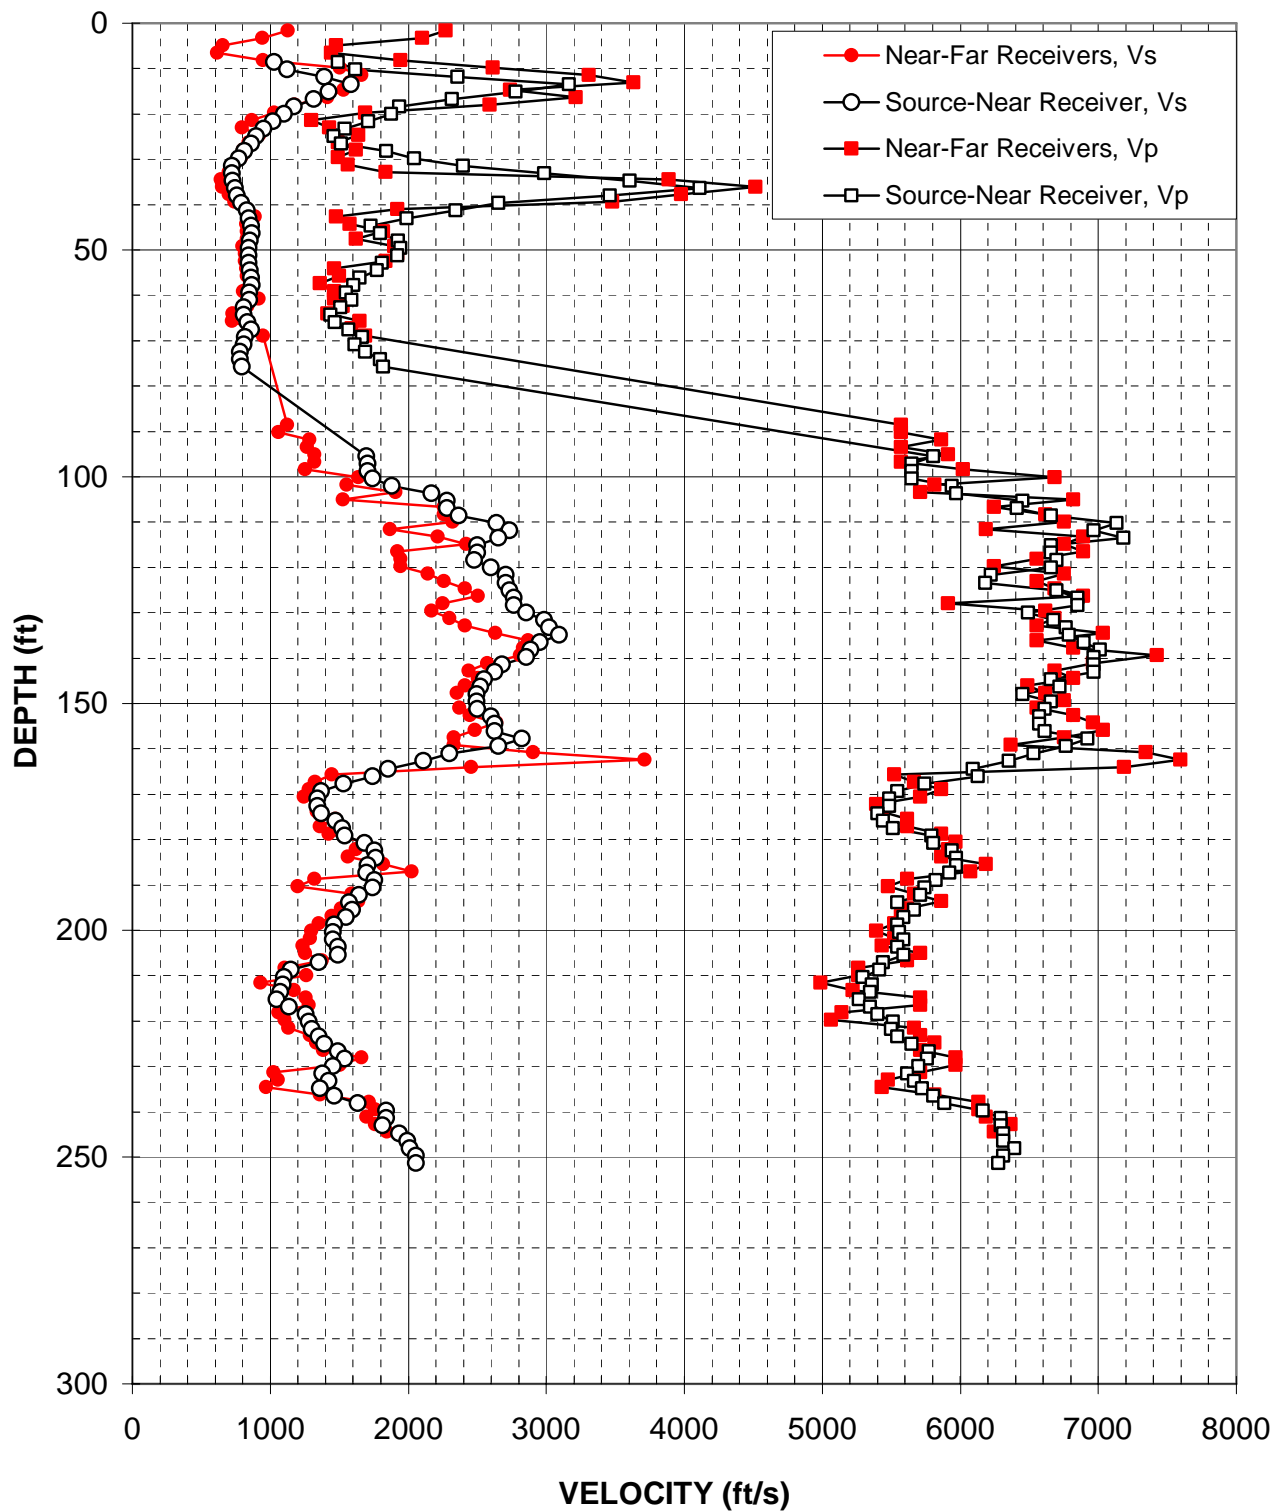 Near-Far Receivers, Vs
Source-Near Receiver, Vs
Near-Far Receivers, Vp
Source-Near Receiver, Vp
0
50
100
150
200
250
300
DEPTH (ft)
0 1000 2000 3000 4000 5000 6000 7000 8000
VELOCITY (ft/s)